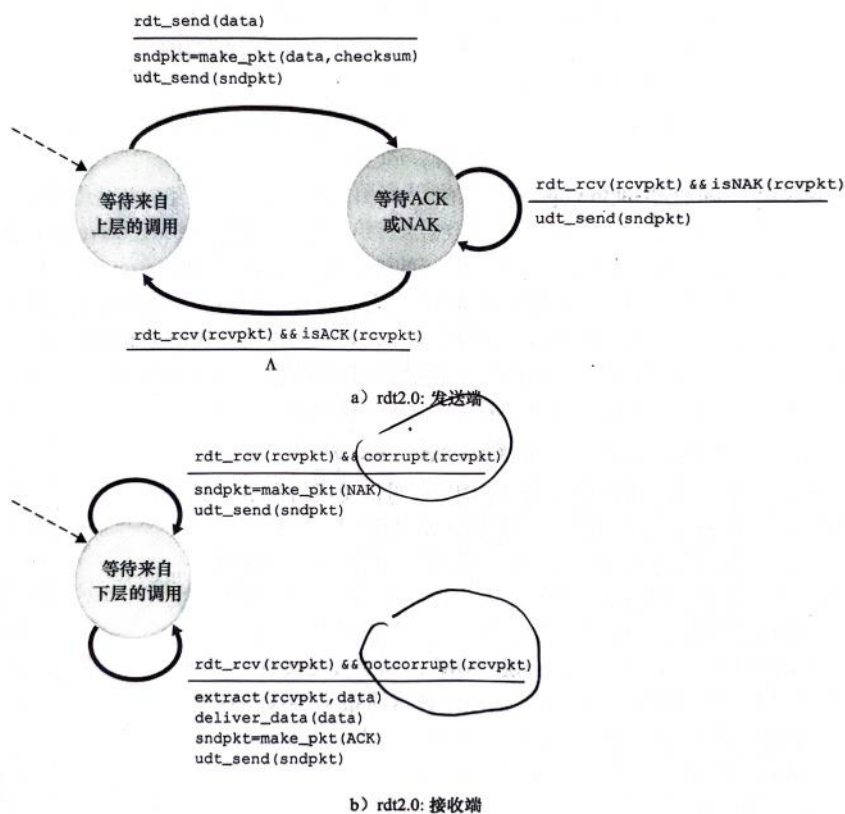 rdt_send(data)
sndpkt=make_pkt(data,checksum)
udt_send(sndpkt)
等待来自
上层的调用
等待ACK
或NAK
rdt_rcv(rcvpkt) && isNAK(rcvpkt)
udt_send(sndpkt)
rdt_rcv(rcvpkt) && isACK(rcvpkt)
Λ
a) rdt2.0: 发送端
rdt_rcv(rcvpkt) && corrupt(rcvpkt)
sndpkt=make_pkt(NAK)
udt_send(sndpkt)
等待来自
下层的调用
rdt_rcv(rcvpkt) && notcorrupt(rcvpkt)
extract(rcvpkt,data)
deliver_data(data)
sndpkt=make_pkt(ACK)
udt_send(sndpkt)
b) rdt2.0: 接收端